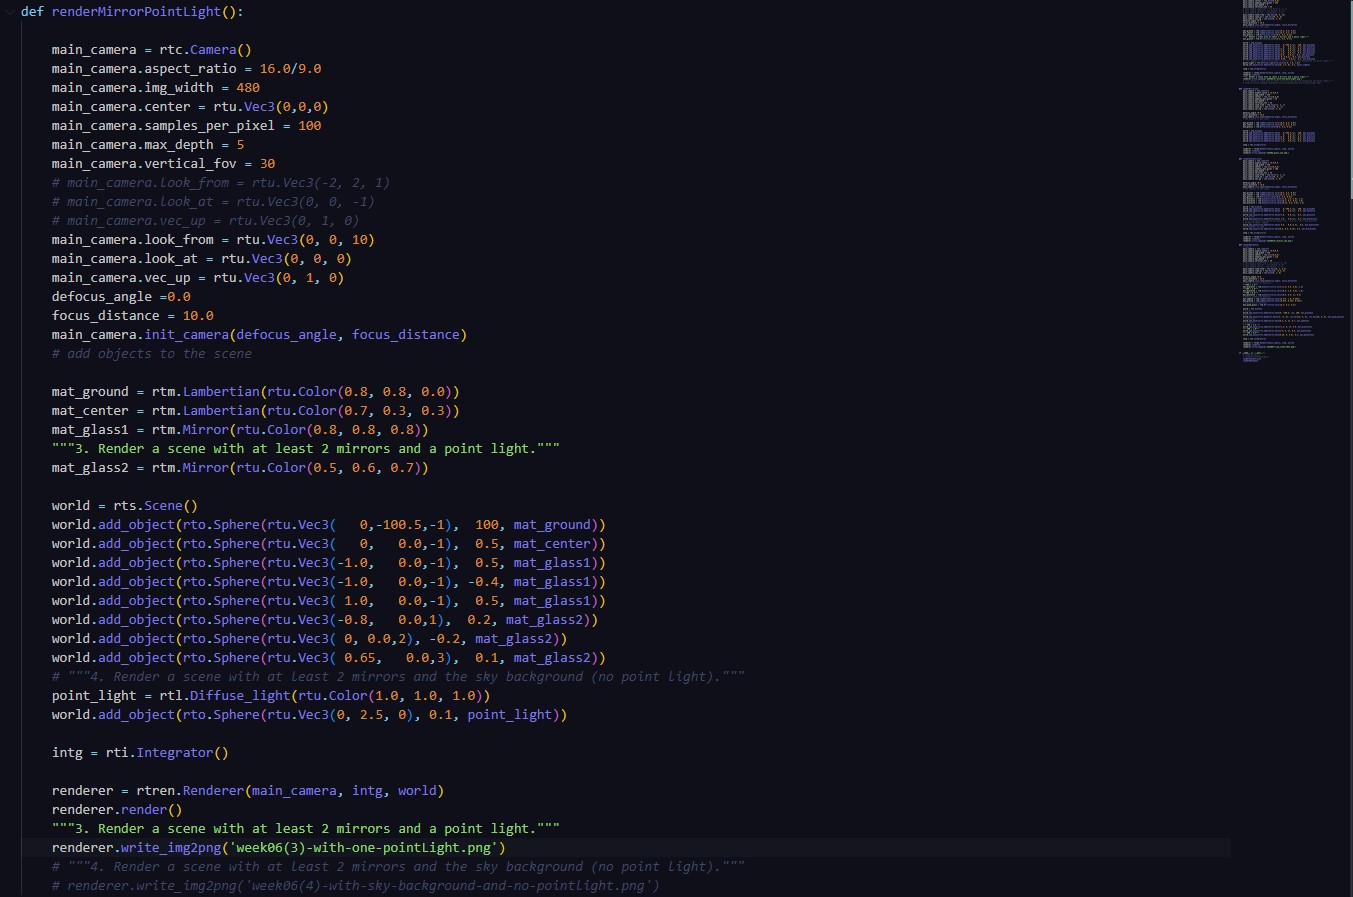 def renderMirrorPointLight():
    main_camera = rtc.Camera()
    main_camera.aspect_ratio = 16.0/9.0
    main_camera.img_width = 480
    main_camera.center = rtu.Vec3(0,0,0)
    main_camera.samples_per_pixel = 100
    main_camera.max_depth = 5
    main_camera.vertical_fov = 30
    # main_camera.look_from = rtu.Vec3(-2, 2, 1)
    # main_camera.look_at = rtu.Vec3(0, 0, -1)
    # main_camera.vec_up = rtu.Vec3(0, 1, 0)
    main_camera.look_from = rtu.Vec3(0, 0, 10)
    main_camera.look_at = rtu.Vec3(0, 0, 0)
    main_camera.vec_up = rtu.Vec3(0, 1, 0)
    defocus_angle =0.0
    focus_distance = 10.0
    main_camera.init_camera(defocus_angle, focus_distance)
    # add objects to the scene
    mat_ground = rtm.Lambertian(rtu.Color(0.8, 0.8, 0.0))
    mat_center = rtm.Lambertian(rtu.Color(0.7, 0.3, 0.3))
    mat_glass1 = rtm.Mirror(rtu.Color(0.8, 0.8, 0.8))
    """3. Render a scene with at least 2 mirrors and a point light."""
    mat_glass2 = rtm.Mirror(rtu.Color(0.5, 0.6, 0.7))
    world = rts.Scene()
    world.add_object(rto.Sphere(rtu.Vec3(   0,-100.5,-1),  100, mat_ground))
    world.add_object(rto.Sphere(rtu.Vec3(   0,   0.0,-1),  0.5, mat_center))
    world.add_object(rto.Sphere(rtu.Vec3(-1.0,   0.0,-1),  0.5, mat_glass1))
    world.add_object(rto.Sphere(rtu.Vec3(-1.0,   0.0,-1), -0.4, mat_glass1))
    world.add_object(rto.Sphere(rtu.Vec3( 1.0,   0.0,-1),  0.5, mat_glass1))
    world.add_object(rto.Sphere(rtu.Vec3(-0.8,   0.0,1),  0.2, mat_glass2))
    world.add_object(rto.Sphere(rtu.Vec3( 0, 0.0,2), -0.2, mat_glass2))
    world.add_object(rto.Sphere(rtu.Vec3( 0.65,   0.0,3),  0.1, mat_glass2))
    # """4. Render a scene with at least 2 mirrors and the sky background (no point light)."""
    point_light = rtl.Diffuse_light(rtu.Color(1.0, 1.0, 1.0))
    world.add_object(rto.Sphere(rtu.Vec3(0, 2.5, 0), 0.1, point_light))
    intg = rti.Integrator()
    renderer = rtren.Renderer(main_camera, intg, world)
    renderer.render()
    """3. Render a scene with at least 2 mirrors and a point light."""
    renderer.write_img2png('week06(3)-with-one-pointLight.png')
    # """4. Render a scene with at least 2 mirrors and the sky background (no point light)."""
    # renderer.write_img2png('week06(4)-with-sky-background-and-no-pointlight.png')